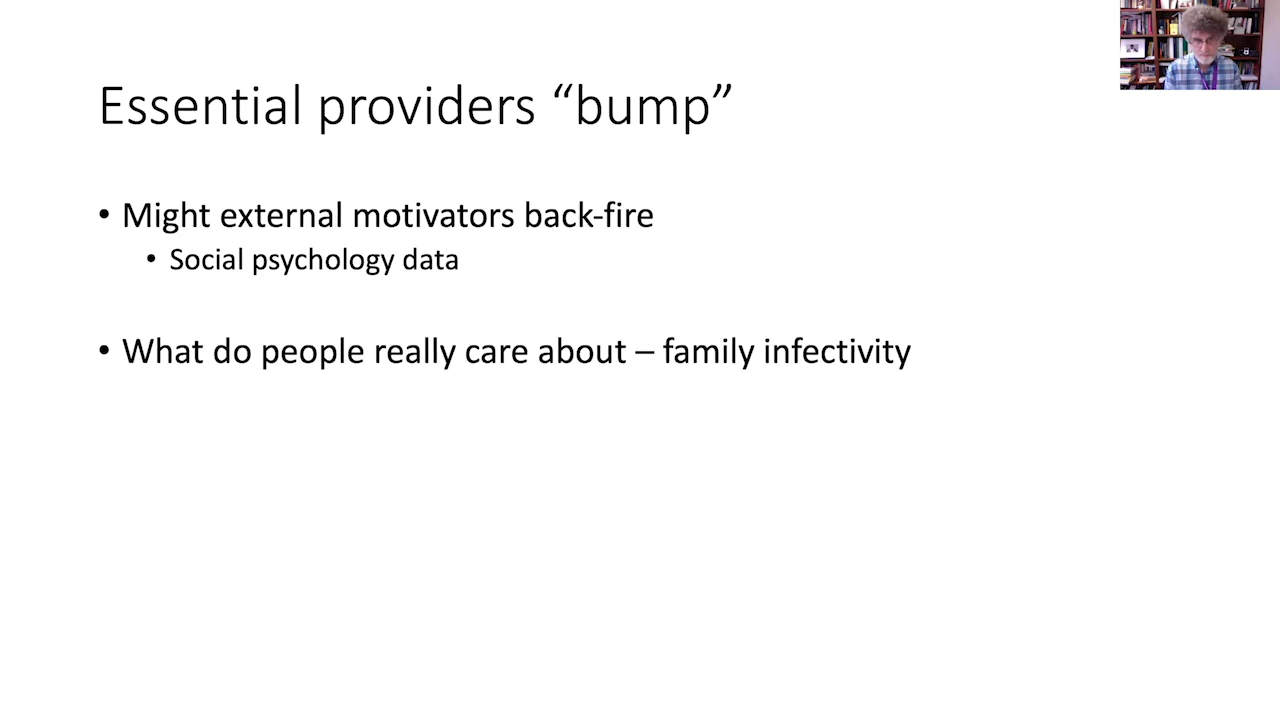 Essential providers “bump”
• Might external motivators back-fire
• Social psychology data
• What do people really care about – family infectivity